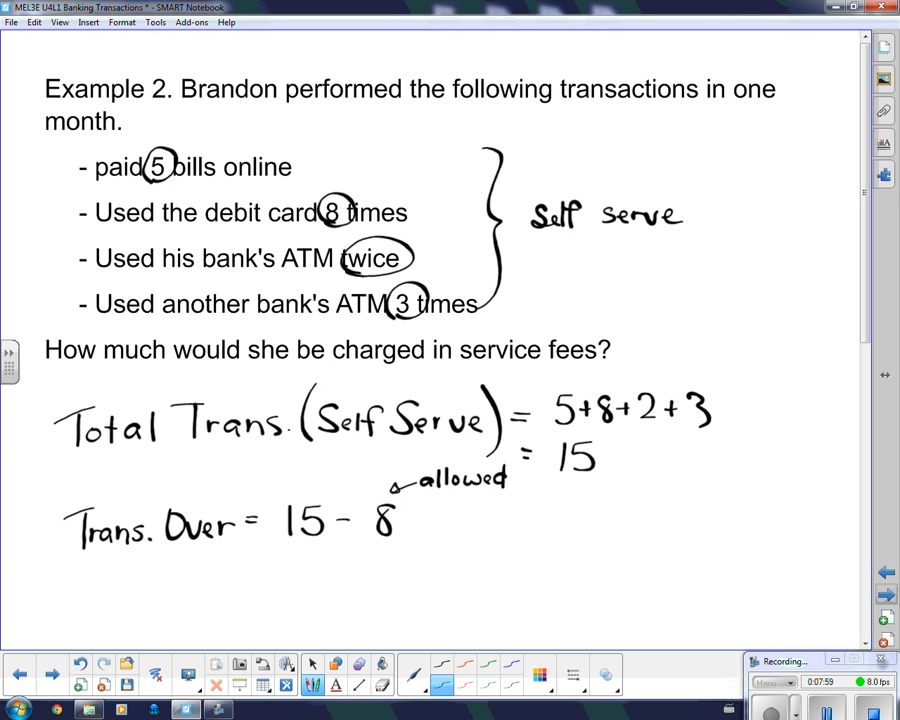 MEL3E U4L1 Banking Transactions * - SMART Notebook
File Edit View Insert Format Tools Add-ons Help
Example 2. Brandon performed the following transactions in one
month.
- paid 5 bills online
- Used the debit card 8 times
- Used his bank's ATM twice
- Used another bank's ATM 3 times
Self serve
How much would she be charged in service fees?
Total Trans. (Self Serve) = 5+8+2+3
= 15
allowed
Trans. Over = 15 - 8
Recording...
Menu
0:07:59
8.0 fps